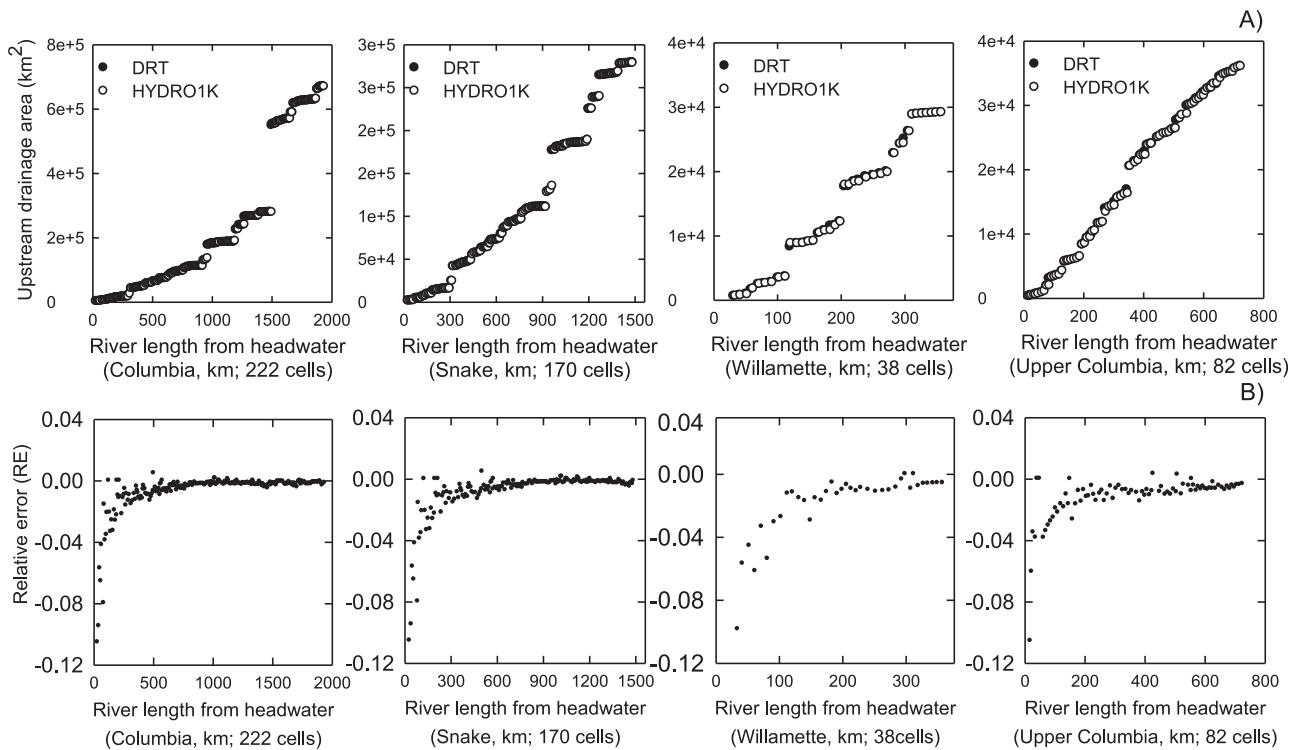 A)
Upstream drainage area (km2)
8e+5
6e+5
4e+5
2e+5
0
DRT
HYDRO1K
0 500 1000 1500 2000
River length from headwater
(Columbia, km; 222 cells)
3e+5
3e+5
2e+5
2e+5
1e+5
5e+4
0
DRT
HYDRO1K
0 300 600 900 1200 1500
River length from headwater
(Snake, km; 170 cells)
4e+4
3e+4
2e+4
1e+4
0
DRT
HYDRO1K
0 100 200 300
River length from headwater
(Willamette, km; 38 cells)
4e+4
3e+4
2e+4
1e+4
0
DRT
HYDRO1K
0 200 400 600 800
River length from headwater
(Upper Columbia, km; 82 cells)
B)
Relative error (RE)
0.04
0.00
-0.04
-0.08
-0.12
0 500 1000 1500 2000
River length from headwater
(Columbia, km; 222 cells)
0.04
0.00
-0.04
-0.08
-0.12
0 300 600 900 1200 1500
River length from headwater
(Snake, km; 170 cells)
0.04
0.00
-0.04
-0.08
-0.12
0 100 200 300
River length from headwater
(Willamette, km; 38cells)
0.04
0.00
-0.04
-0.08
-0.12
0 200 400 600 800
River length from headwater
(Upper Columbia, km; 82 cells)